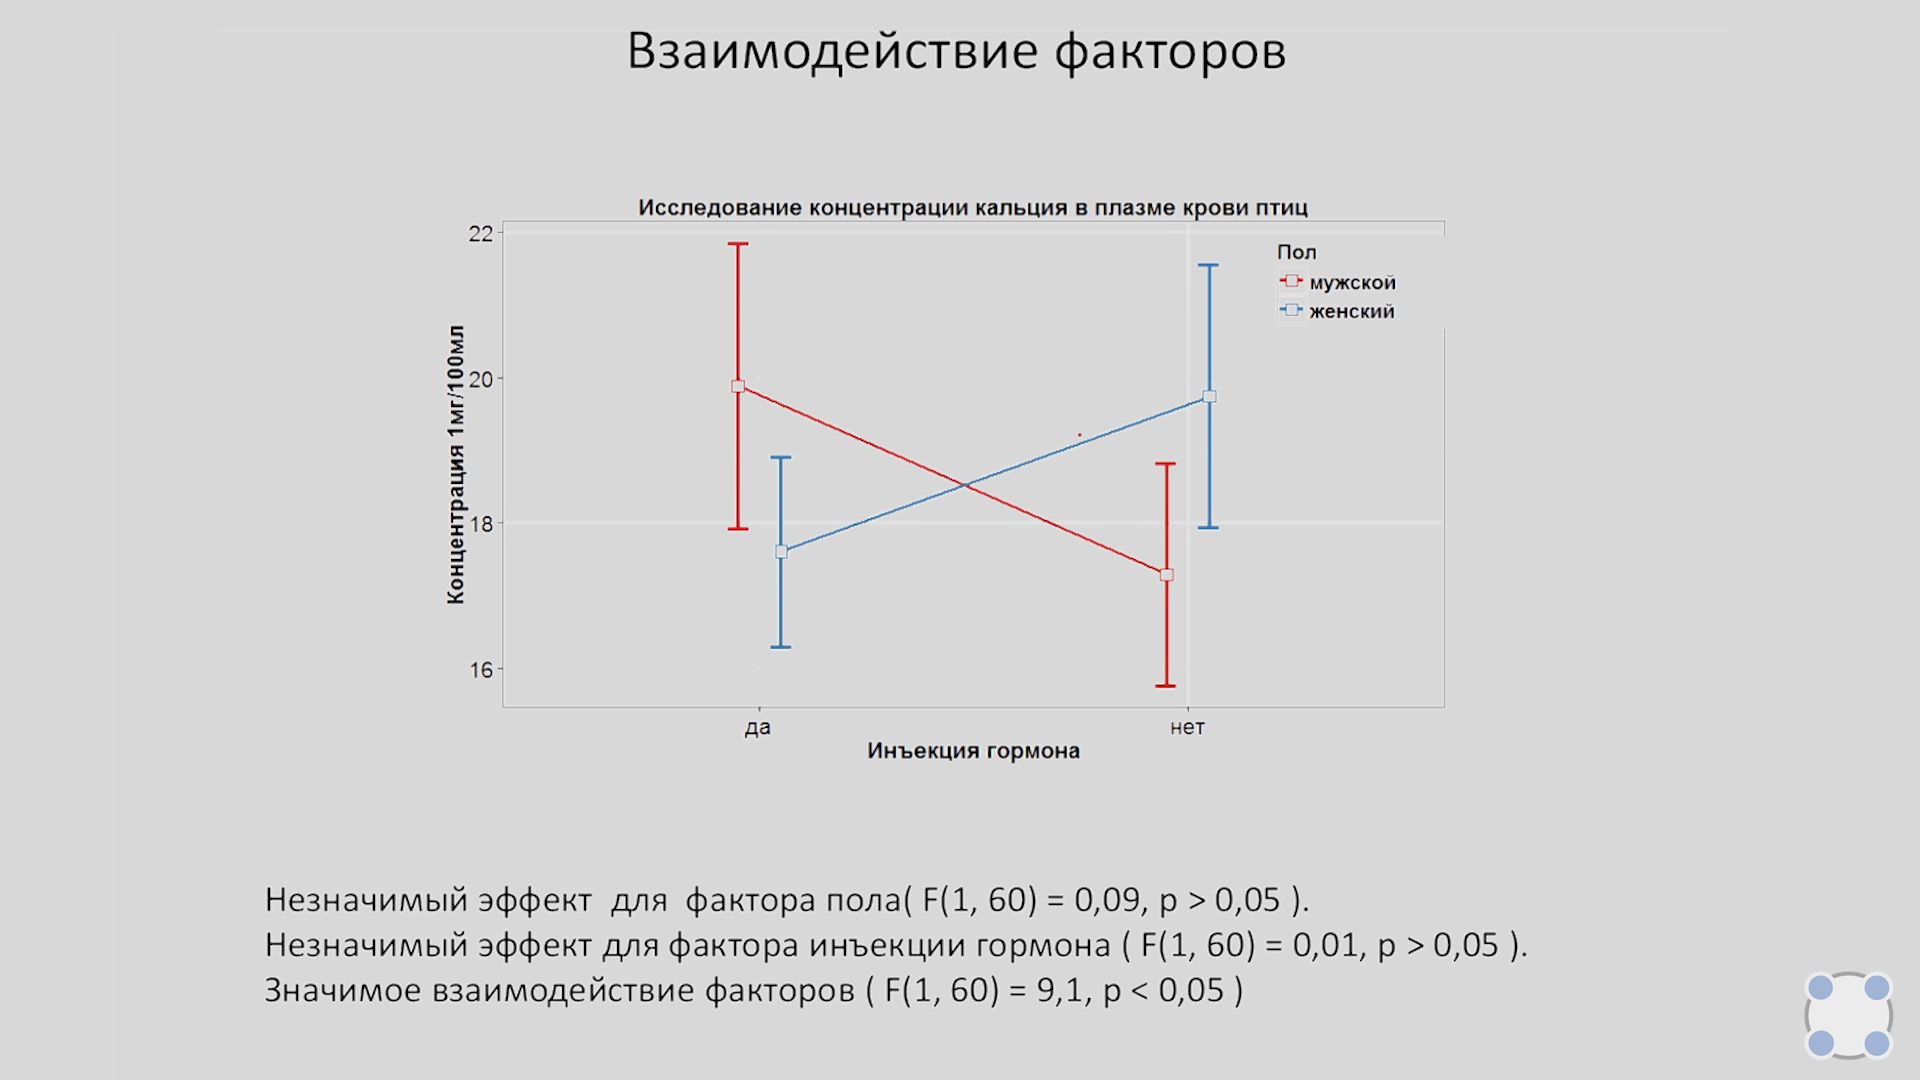 Взаимодействие факторов
Исследование концентрации кальция в плазме крови птиц
22
20
18
16
Концентрация 1мг/100мл
Пол
мужской
женский
да
нет
Инъекция гормона
Незначимый эффект для фактора пола( F(1, 60) = 0,09, p > 0,05 ).
Незначимый эффект для фактора инъекции гормона ( F(1, 60) = 0,01, p > 0,05 ).
Значимое взаимодействие факторов ( F(1, 60) = 9,1, p < 0,05 )